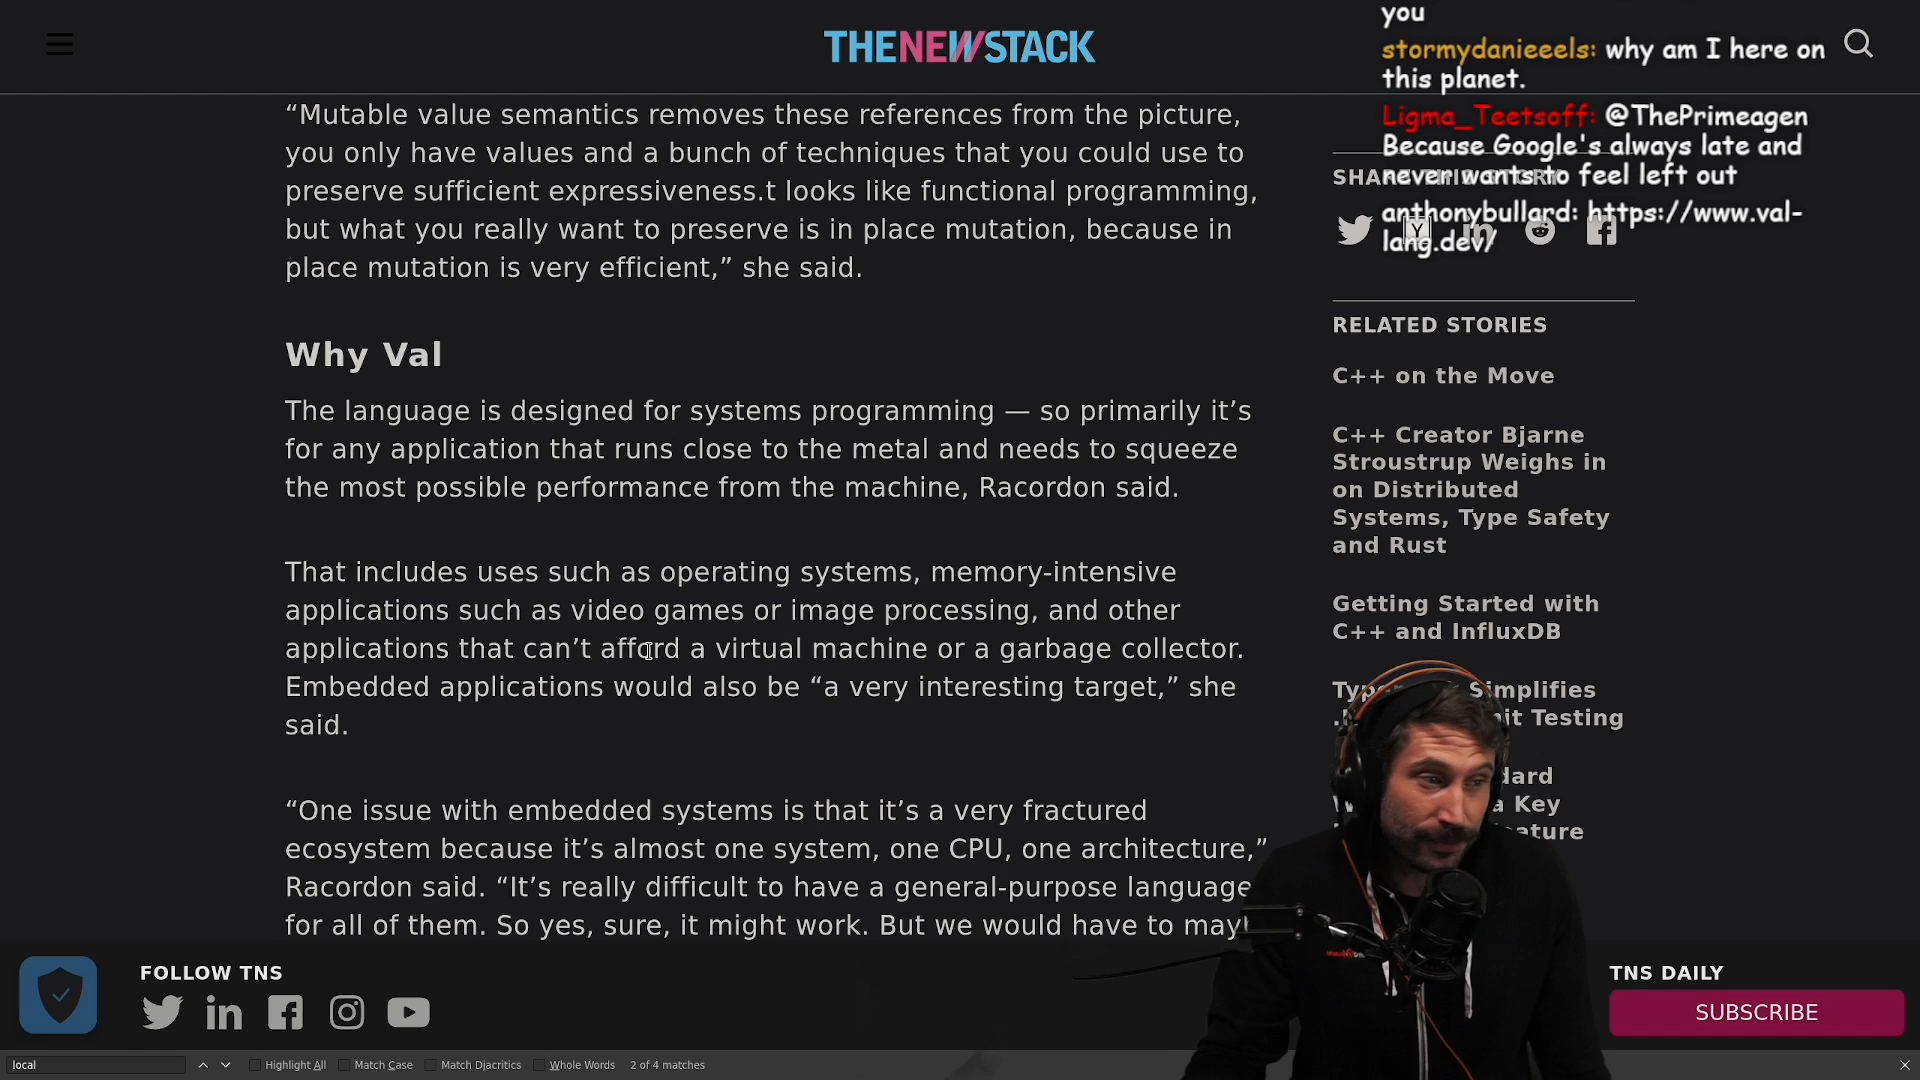 THENEWSTACK
you
stormydanieeels: why am I here on
this planet.
Ligma_Teetsoff: @ThePrimeagen
Because Google's always late and
never wants to feel left out
anthonybullard: https://www.val-
lang.dev/
“Mutable value semantics removes these references from the picture,
you only have values and a bunch of techniques that you could use to
preserve sufficient expressiveness.t looks like functional programming,
but what you really want to preserve is in place mutation, because in
place mutation is very efficient,” she said.
Why Val
The language is designed for systems programming — so primarily it’s
for any application that runs close to the metal and needs to squeeze
the most possible performance from the machine, Racordon said.
That includes uses such as operating systems, memory-intensive
applications such as video games or image processing, and other
applications that can’t afford a virtual machine or a garbage collector.
Embedded applications would also be “a very interesting target,” she
said.
“One issue with embedded systems is that it’s a very fractured
ecosystem because it’s almost one system, one CPU, one architecture,”
Racordon said. “It’s really difficult to have a general-purpose language
for all of them. So yes, sure, it might work. But we would have to
SHARE THIS STORY
RELATED STORIES
C++ on the Move
C++ Creator Bjarne
Stroustrup Weighs in
on Distributed
Systems, Type Safety
and Rust
Getting Started with
C++ and InfluxDB
Simplifies
Testing
a Key
FOLLOW TNS
TNS DAILY
SUBSCRIBE
local
Highlight All
Match Case
Match Diacritics
Whole Words
2 of 4 matches